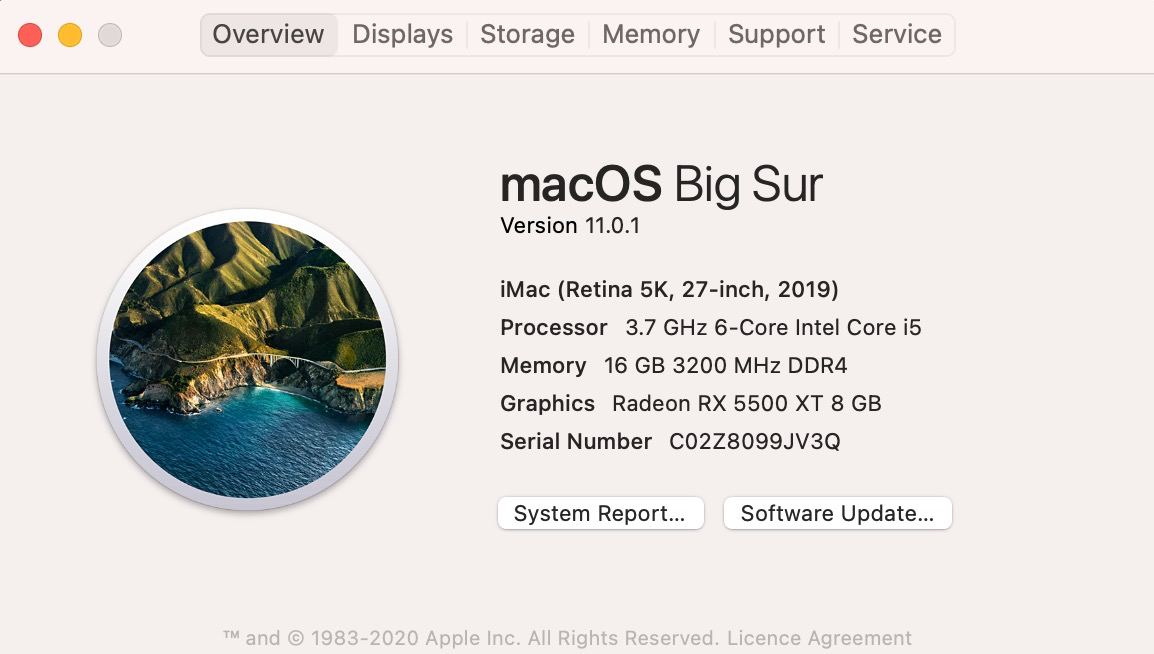 Overview Displays Storage Memory Support Service
macOS Big Sur
Version 11.0.1
iMac (Retina 5K, 27-inch, 2019)
Processor 3.7 GHz 6-Core Intel Core i5
Memory 16 GB 3200 MHz DDR4
Graphics Radeon RX 5500 XT 8 GB
Serial Number C02Z8099JV3Q
System Report... Software Update...
™ and © 1983-2020 Apple Inc. All Rights Reserved. Licence Agreement